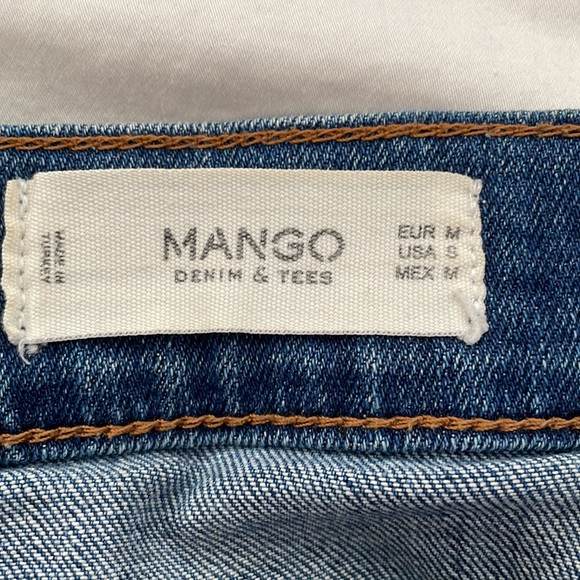 MADE IN
TURKEY
MANGO
DENIM & TEES
EUR M
USA S
MEX M